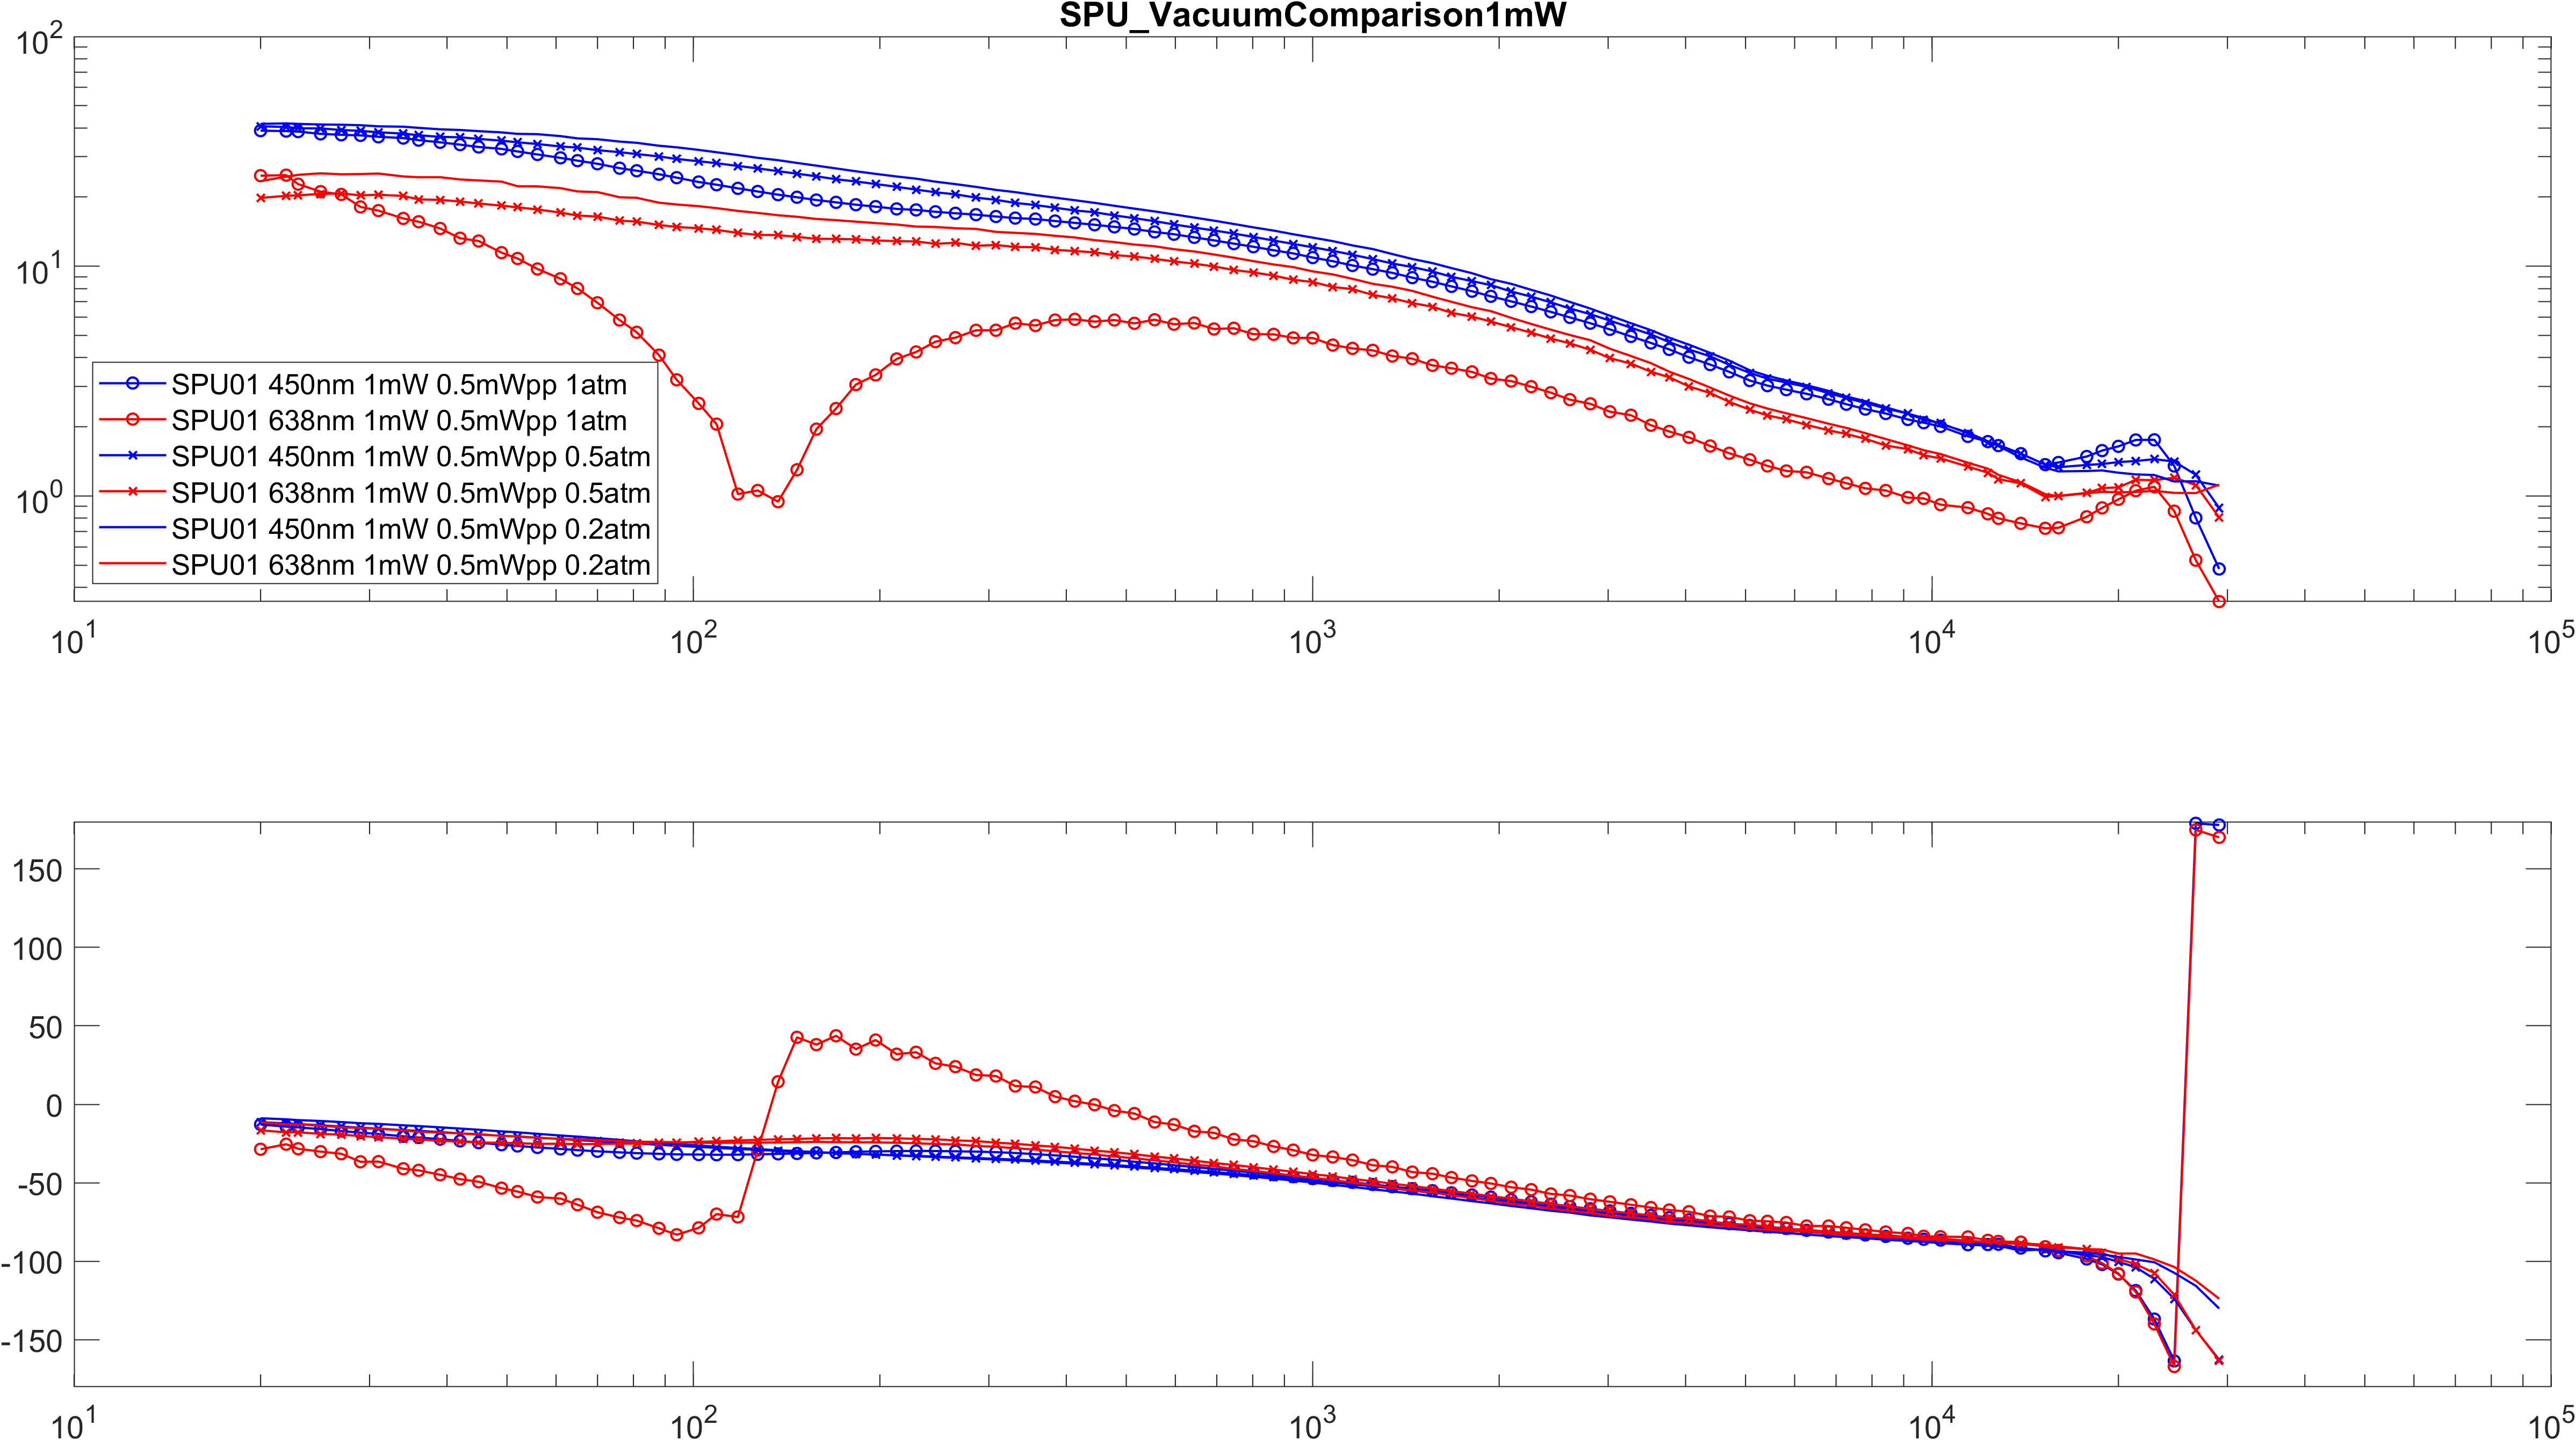 SPU_VacuumComparison1mW
10^2
10^1
10^0
SPU01 450nm 1mW 0.5mWpp 1atm
SPU01 638nm 1mW 0.5mWpp 1atm
SPU01 450nm 1mW 0.5mWpp 0.5atm
SPU01 638nm 1mW 0.5mWpp 0.5atm
SPU01 450nm 1mW 0.5mWpp 0.2atm
SPU01 638nm 1mW 0.5mWpp 0.2atm
10^1 10^2 10^3 10^4 10^5
150
100
50
0
-50
-100
-150
10^1 10^2 10^3 10^4 10^5